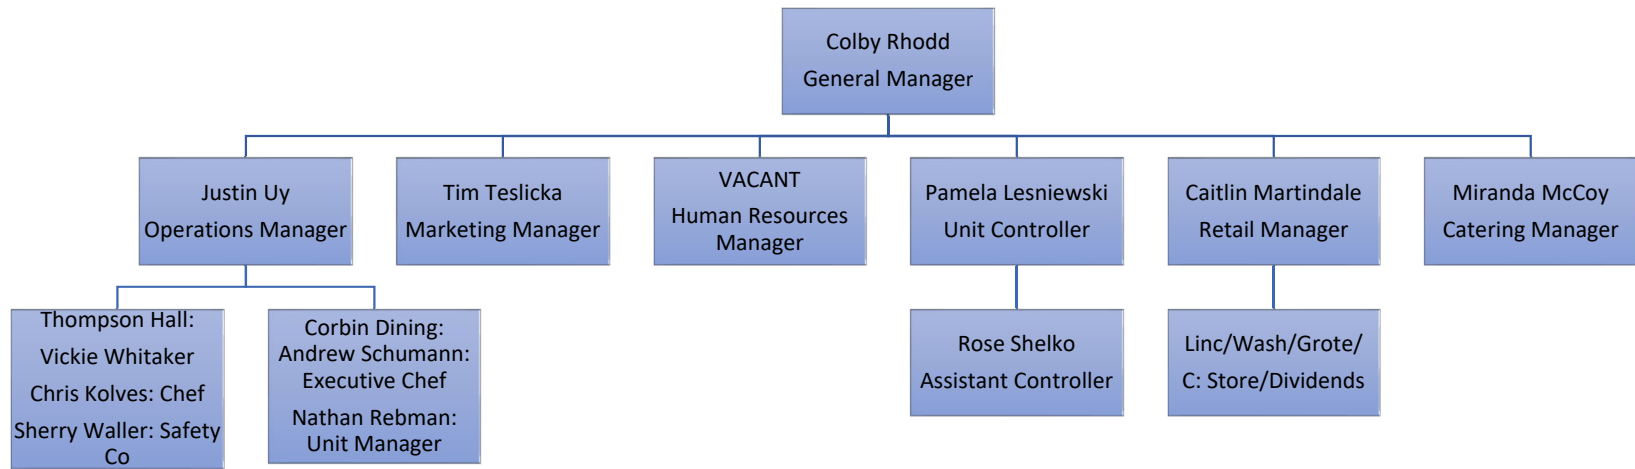 Colby Rhodd
General Manager
Justin Uy
Operations Manager
Tim Teslicka
Marketing Manager
VACANT
Human Resources
Manager
Pamela Lesniewski
Unit Controller
Caitlin Martindale
Retail Manager
Miranda McCoy
Catering Manager
Thompson Hall:
Vickie Whitaker
Chris Kolves: Chef
Sherry Waller: Safety
Co
Corbin Dining:
Andrew Schumann:
Executive Chef
Nathan Rebman:
Unit Manager
Rose Shelko
Assistant Controller
Linc/Wash/Grote/
C: Store/Dividends